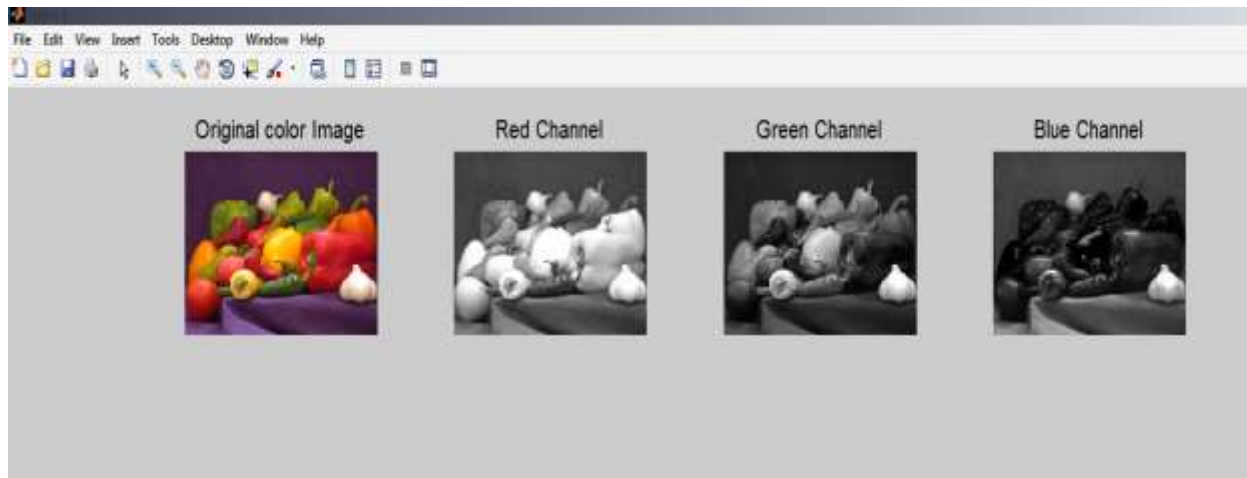 File Edit View Insert Tools Desktop Window Help
Original color Image Red Channel Green Channel Blue Channel